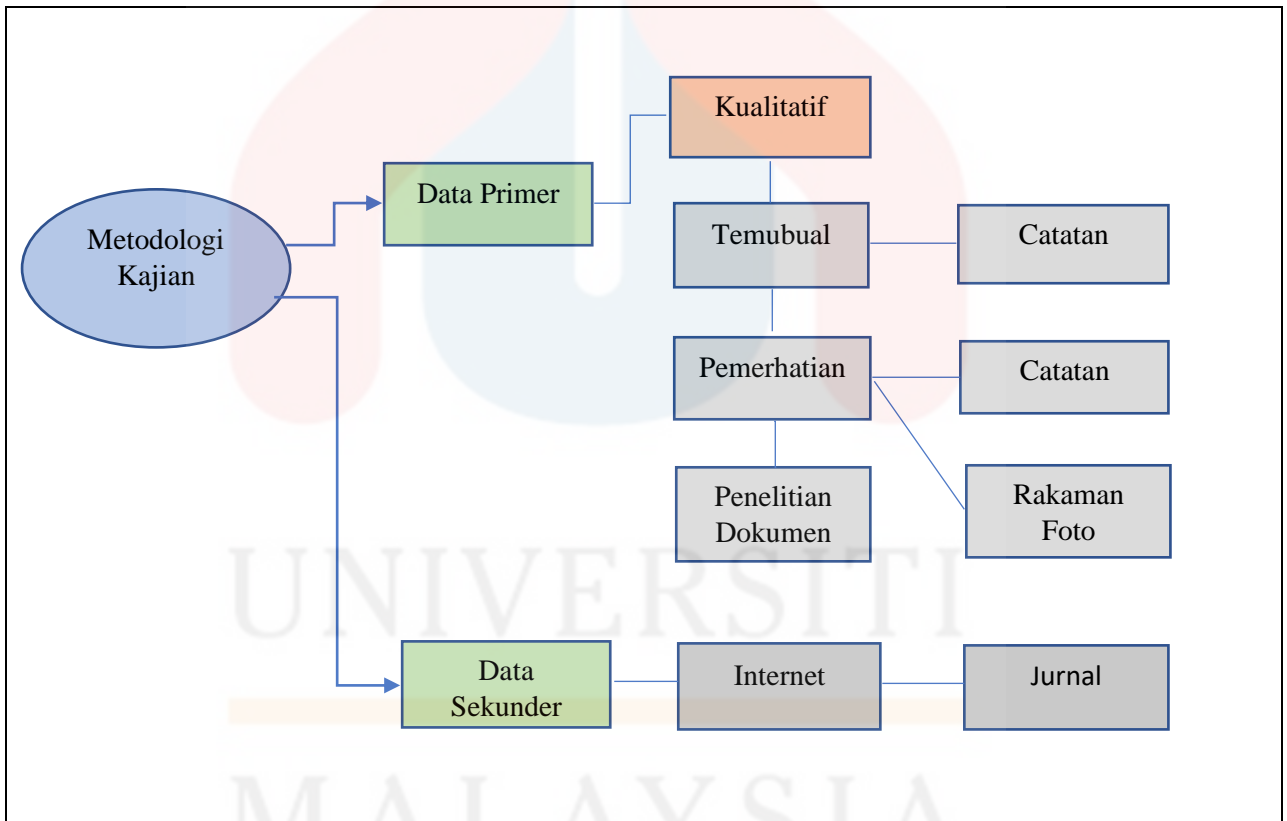 Kualitatif
Data Primer
Metodologi
Kajian
Temubual
Catatan
Pemerhatian
Catatan
Penelitian
Dokumen
Rakaman
Foto
UNIVERSITI
Data
Sekunder
Internet
Jurnal
MALAYSIA